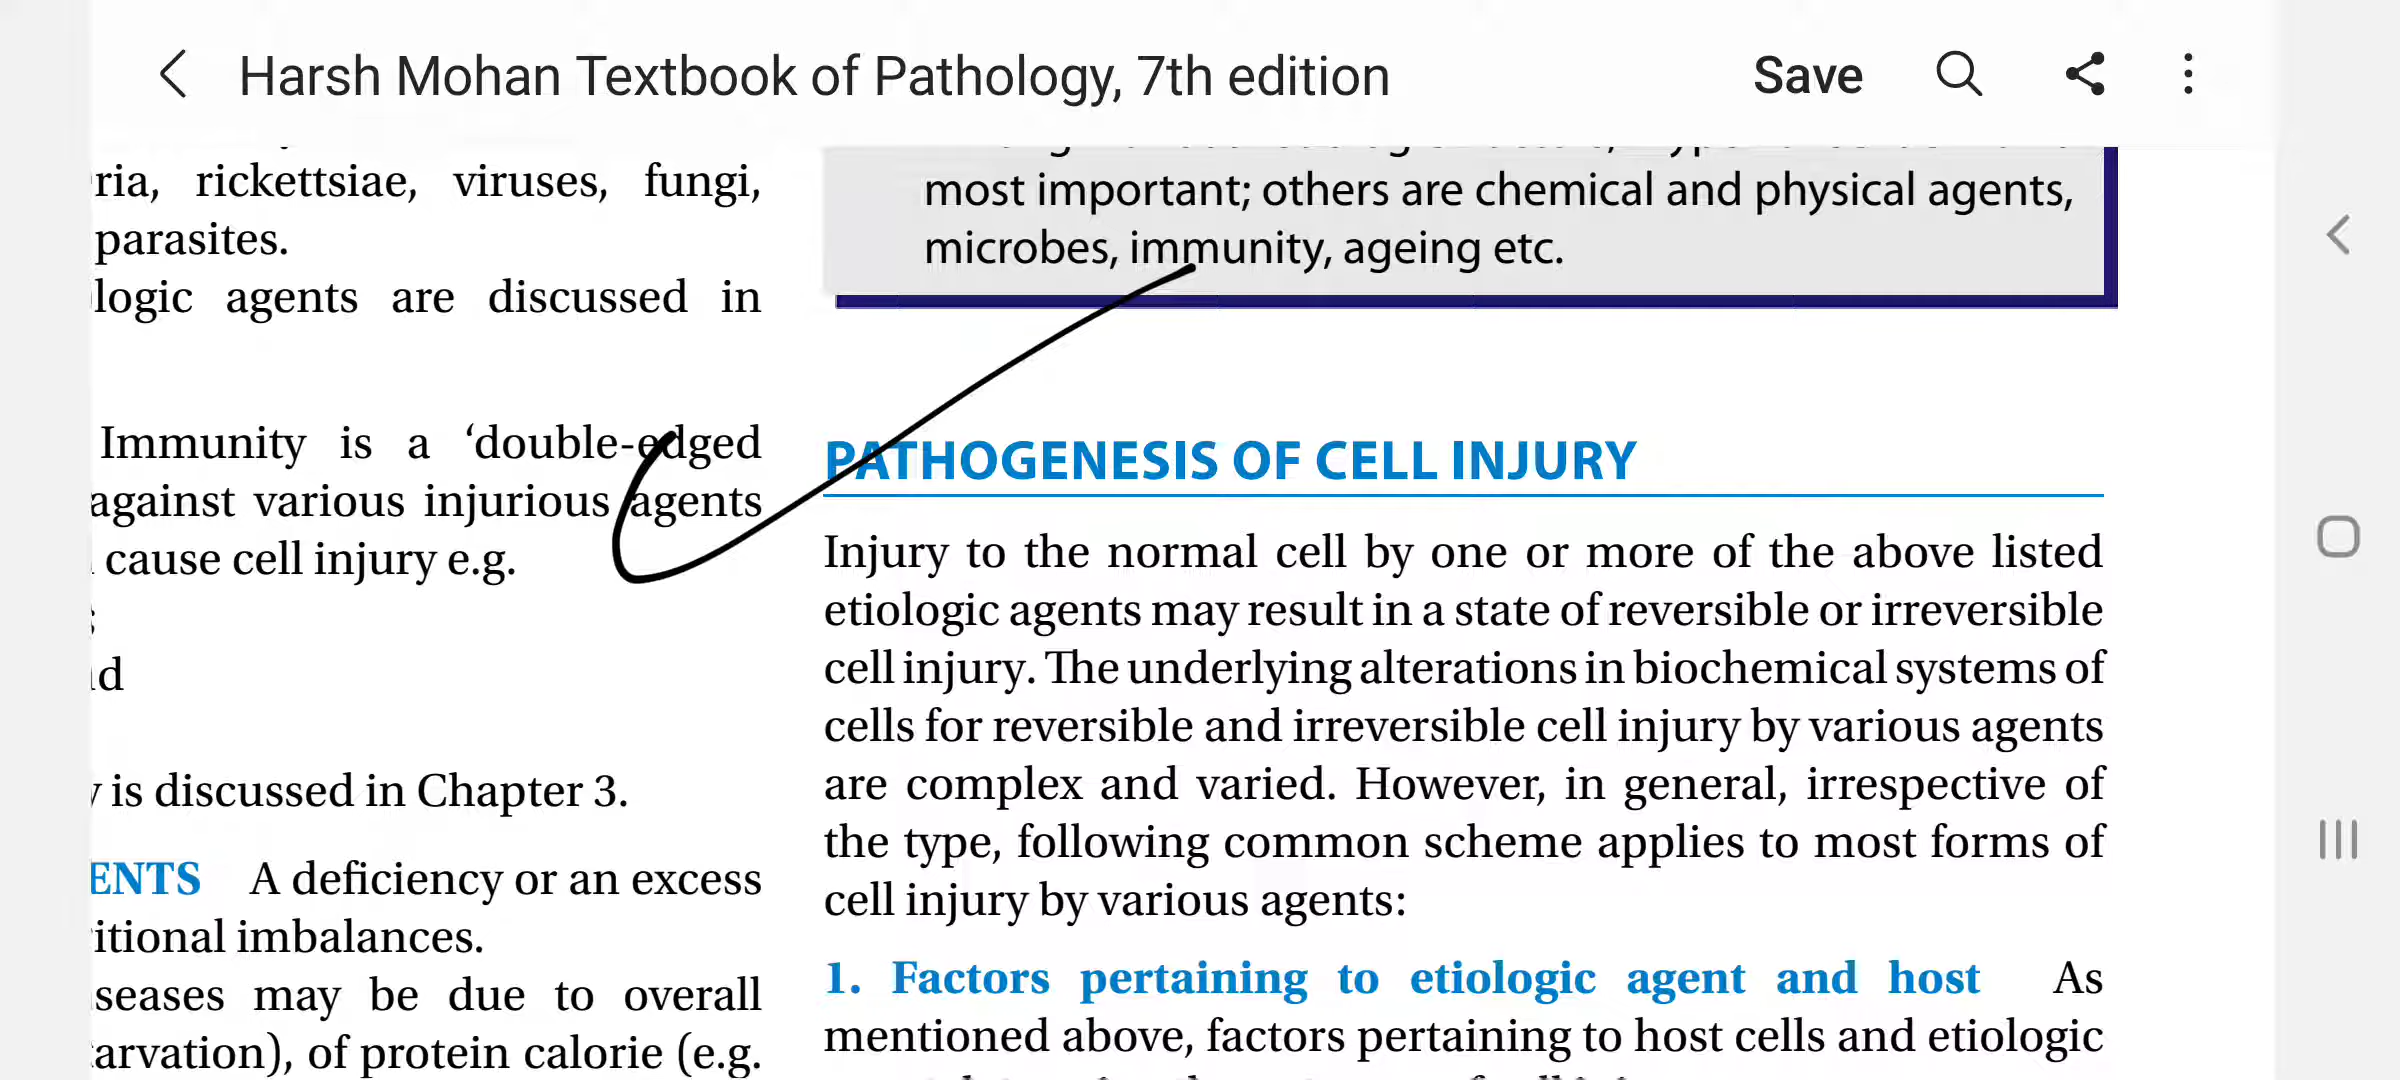 Harsh Mohan Textbook of Pathology, 7th edition
Save
ria, rickettsiae, viruses, fungi,
parasites.
logic agents are discussed in
Immunity is a ‘double-edged
against various injurious agents
cause cell injury e.g.
is discussed in Chapter 3.
ENTS A deficiency or an excess
itional imbalances.
seases may be due to overall
arvation), of protein calorie (e.g.
most important; others are chemical and physical agents,
microbes, immunity, ageing etc.
PATHOGENESIS OF CELL INJURY
Injury to the normal cell by one or more of the above listed
etiologic agents may result in a state of reversible or irreversible
cell injury. The underlying alterations in biochemical systems of
cells for reversible and irreversible cell injury by various agents
are complex and varied. However, in general, irrespective of
the type, following common scheme applies to most forms of
cell injury by various agents:
1. Factors pertaining to etiologic agent and host As
mentioned above, factors pertaining to host cells and etiologic